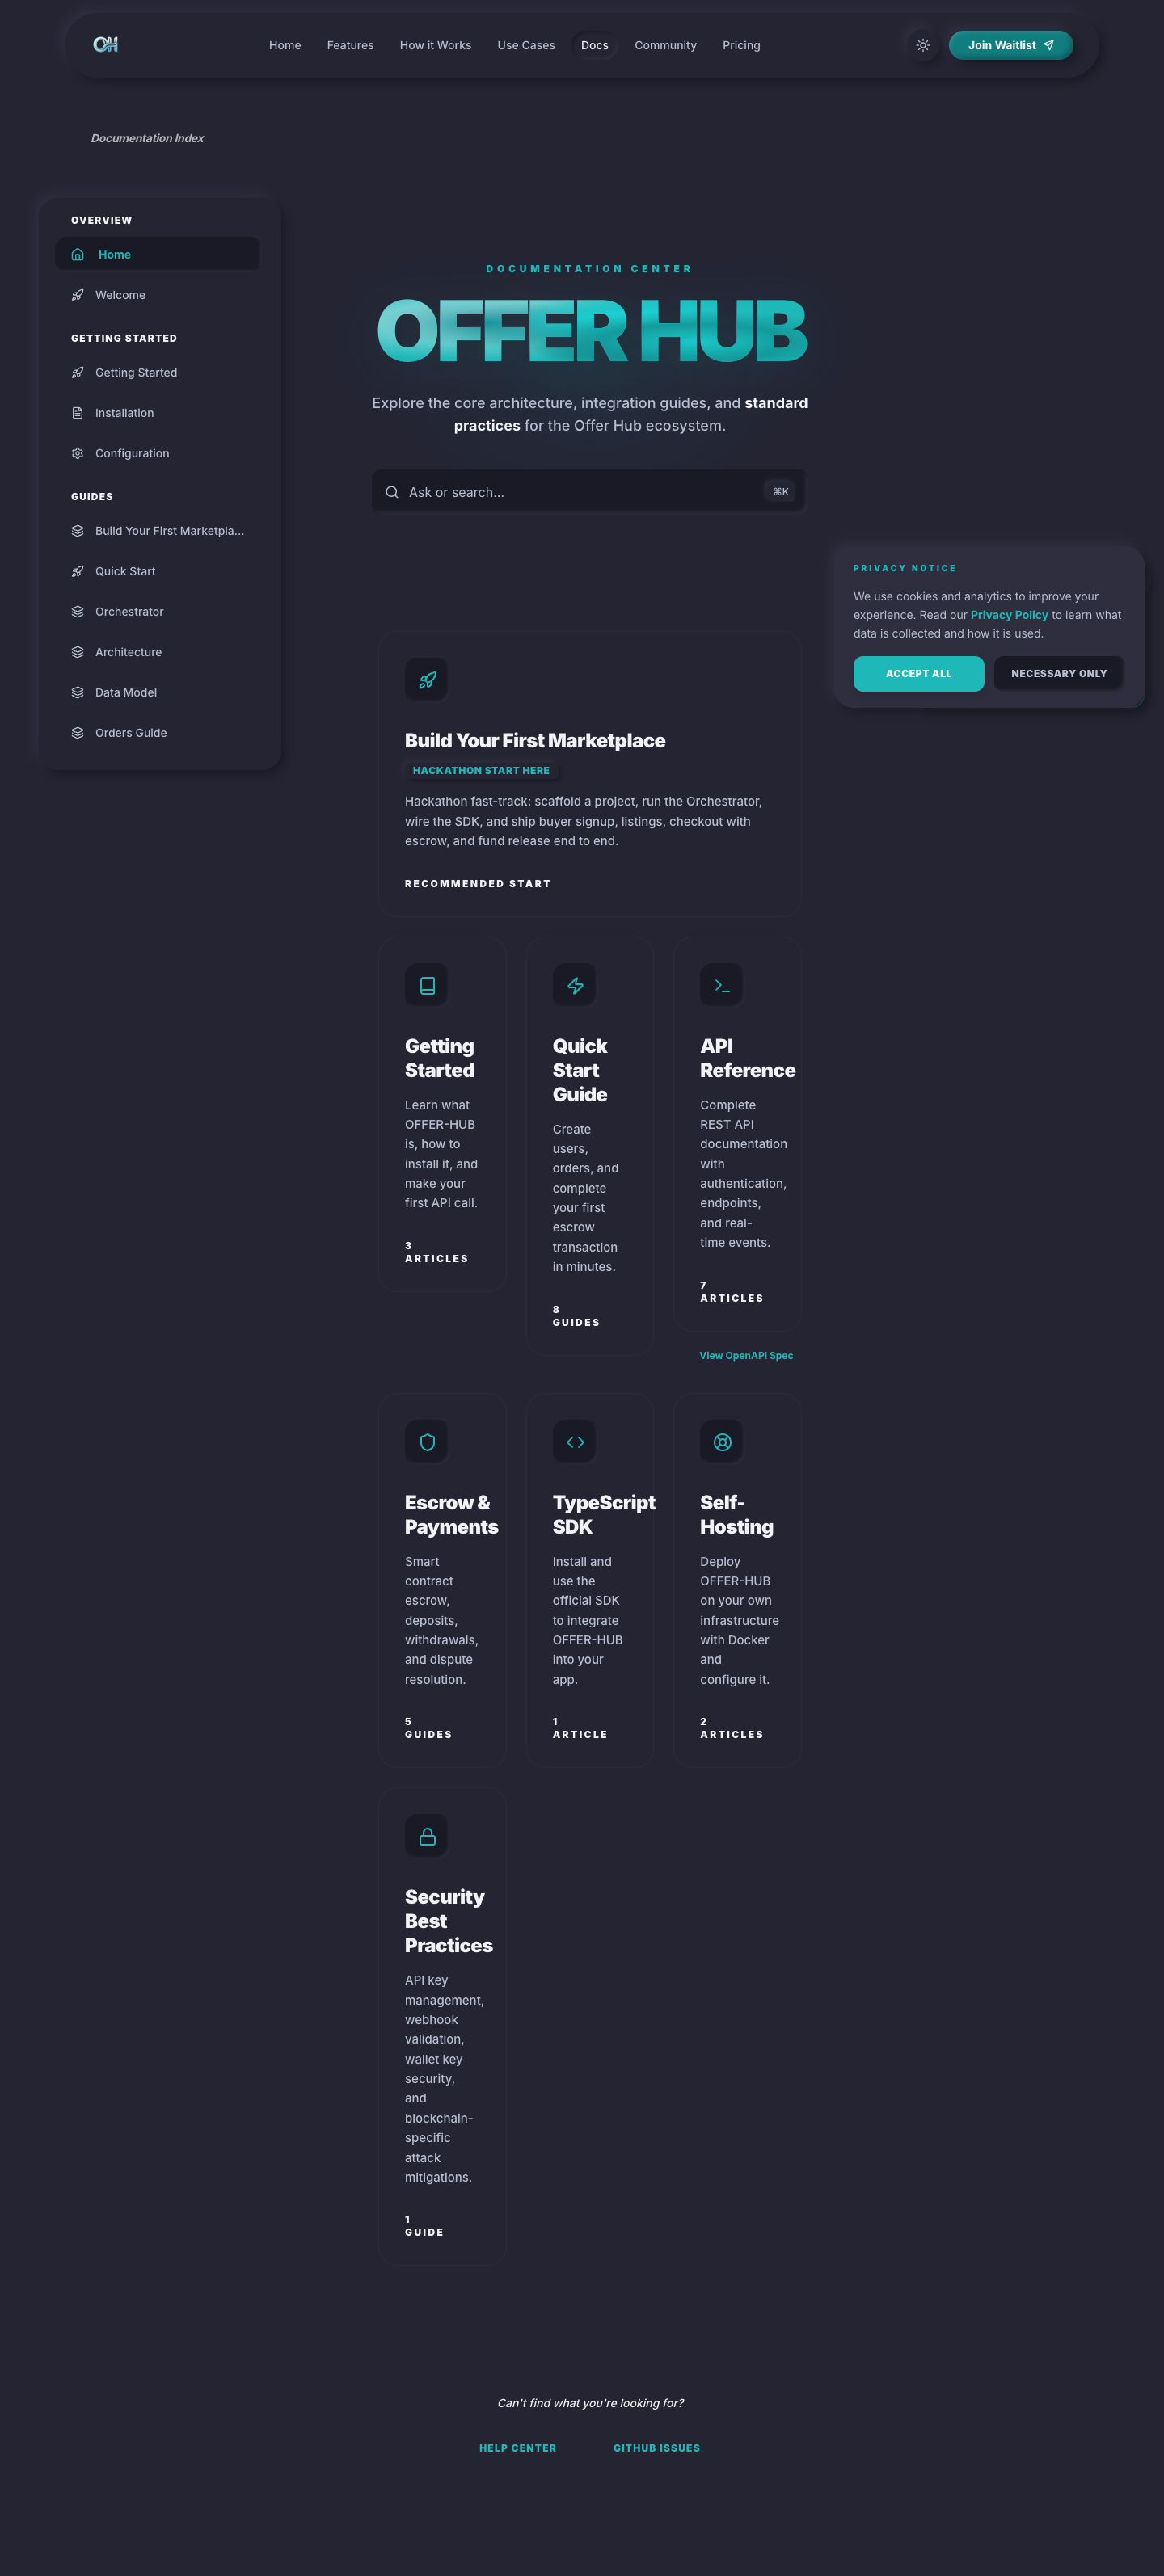 OH
Home
Features
How it Works
Use Cases
Docs
Community
Pricing
Join Waitlist
Documentation Index
OVERVIEW
Home
Welcome
GETTING STARTED
Getting Started
Installation
Configuration
GUIDES
Build Your First Marketpla...
Quick Start
Orchestrator
Architecture
Data Model
Orders Guide
DOCUMENTATION CENTER
OFFER HUB
Explore the core architecture, integration guides, and standard
practices for the Offer Hub ecosystem.
Ask or search...
⌘K
PRIVACY NOTICE
We use cookies and analytics to improve your
experience. Read our Privacy Policy to learn what
data is collected and how it is used.
ACCEPT ALL
NECESSARY ONLY
Build Your First Marketplace
HACKATHON START HERE
Hackathon fast-track: scaffold a project, run the Orchestrator,
wire the SDK, and ship buyer signup, listings, checkout with
escrow, and fund release end to end.
RECOMMENDED START
Getting
Started
Learn what
OFFER-HUB
is, how to
install it, and
make your
first API call.
3
ARTICLES
Quick
Start
Guide
Create
users,
orders, and
complete
your first
escrow
transaction
in minutes.
8
GUIDES
API
Reference
Complete
REST API
documentation
with
authentication,
endpoints,
and real-
time events.
7
ARTICLES
View OpenAPI Spec
Escrow &
Payments
Smart
contract
escrow,
deposits,
withdrawals,
and dispute
resolution.
5
GUIDES
TypeScript
SDK
Install and
use the
official SDK
to integrate
OFFER-HUB
into your
app.
1
ARTICLE
Self-
Hosting
Deploy
OFFER-HUB
on your own
infrastructure
with Docker
and
configure it.
2
ARTICLES
Security
Best
Practices
API key
management,
webhook
validation,
wallet key
security,
and
blockchain-
specific
attack
mitigations.
1
GUIDE
Can't find what you're looking for?
HELP CENTER
GITHUB ISSUES